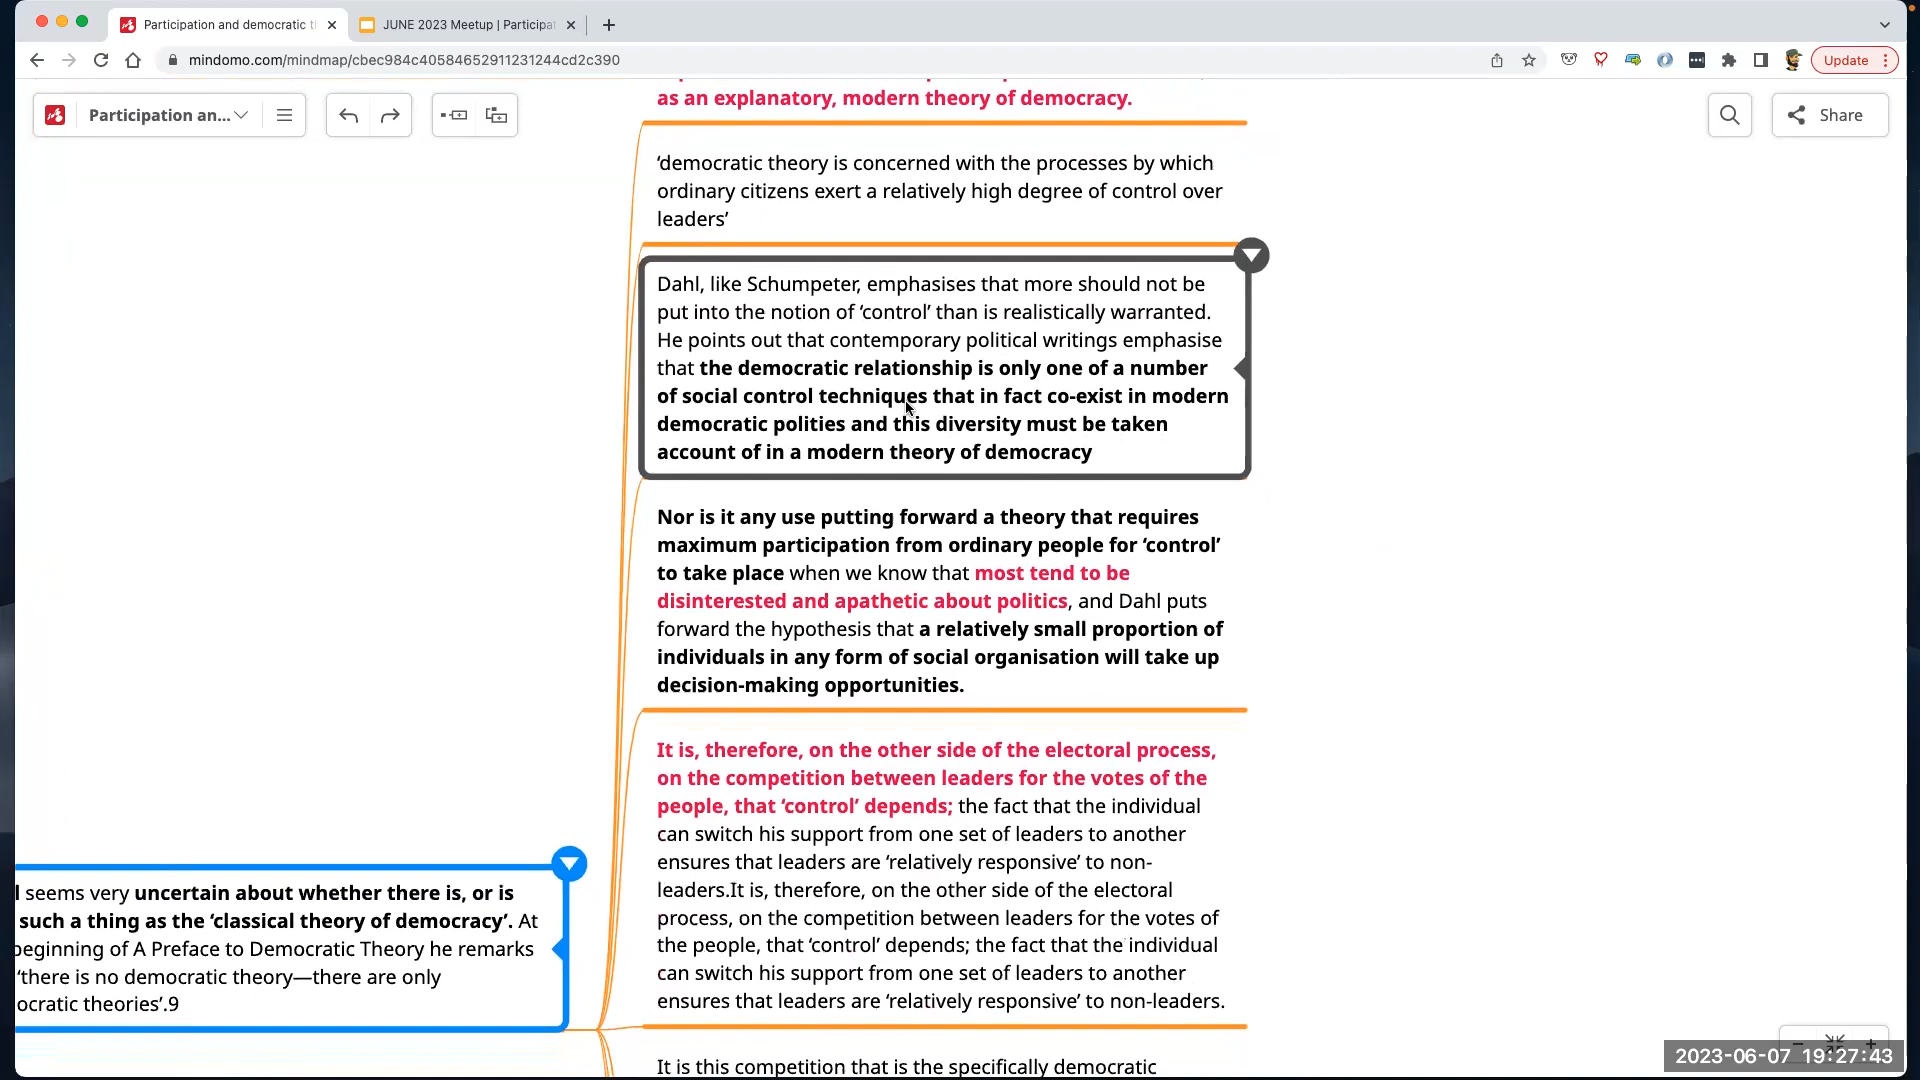 Participation and democratic t
JUNE 2023 Meetup | Participat
mindomo.com/mindmap/cbec984c40584652911231244cd2c390
Update
Participation an...
Share
as an explanatory, modern theory of democracy.
‘democratic theory is concerned with the processes by which
ordinary citizens exert a relatively high degree of control over
leaders’
Dahl, like Schumpeter, emphasises that more should not be
put into the notion of ‘control’ than is realistically warranted.
He points out that contemporary political writings emphasise
that the democratic relationship is only one of a number
of social control techniques that in fact co-exist in modern
democratic polities and this diversity must be taken
account of in a modern theory of democracy
Nor is it any use putting forward a theory that requires
maximum participation from ordinary people for ‘control’
to take place when we know that most tend to be
disinterested and apathetic about politics, and Dahl puts
forward the hypothesis that a relatively small proportion of
individuals in any form of social organisation will take up
decision-making opportunities.
It is, therefore, on the other side of the electoral process,
on the competition between leaders for the votes of the
people, that ‘control’ depends; the fact that the individual
can switch his support from one set of leaders to another
ensures that leaders are ‘relatively responsive’ to non-
leaders.It is, therefore, on the other side of the electoral
process, on the competition between leaders for the votes of
the people, that ‘control’ depends; the fact that the individual
can switch his support from one set of leaders to another
ensures that leaders are ‘relatively responsive’ to non-leaders.
It is this competition that is the specifically democratic
l seems very uncertain about whether there is, or is
such a thing as the ‘classical theory of democracy’. At
beginning of A Preface to Democratic Theory he remarks
‘there is no democratic theory—there are only
ocratic theories’.9
2023-06-07 19:27:43